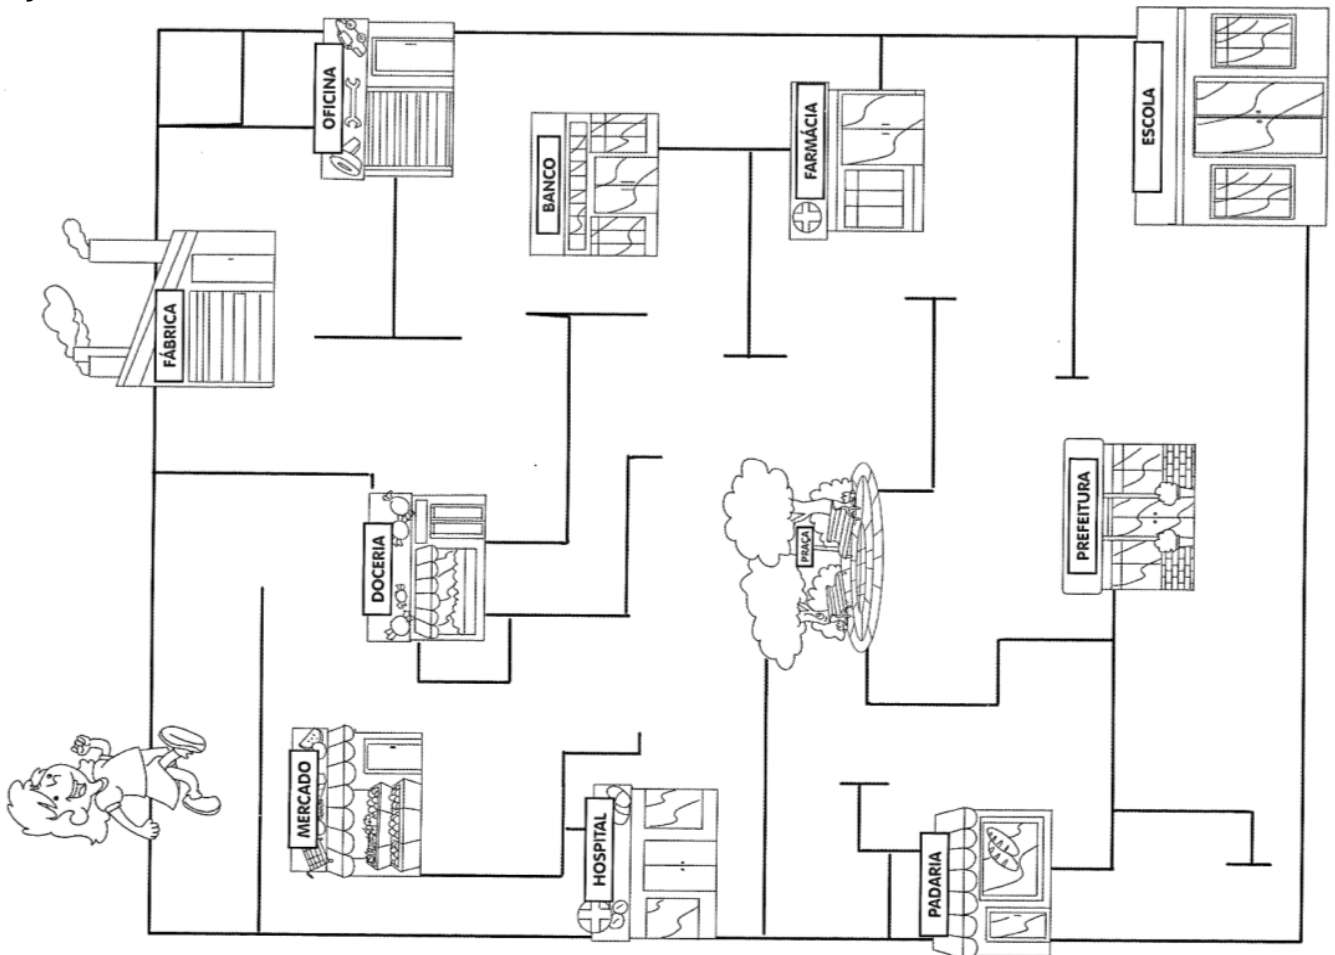 OFICINA
ESCOLA
FARMÁCIA
BANCO
FÁBRICA
PREFEITURA
PRAÇA
DOCERIA
MERCADO
HOSPITAL
PADARIA